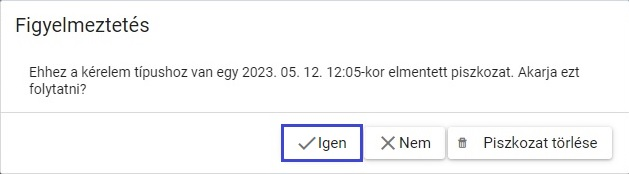 Figyelmeztetés
Ehhez a kérelem típushoz van egy 2023. 05. 12. 12:05-kor elmentett piszkozat. Akarja ezt
folytatni?
Igen Nem Piszkozat törlése